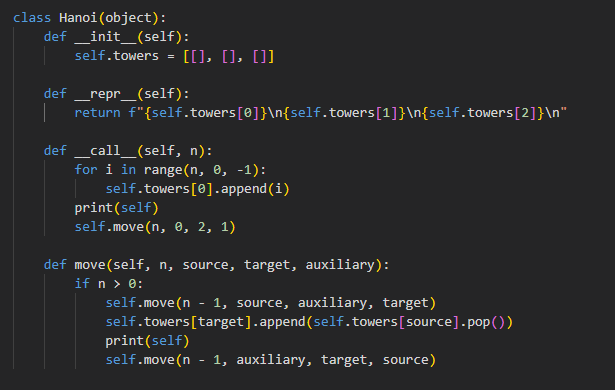 class Hanoi(object):
    def __init__(self):
        self.towers = [[], [], []]

    def __repr__(self):
        return f"{self.towers[0]}\n{self.towers[1]}\n{self.towers[2]}\n"

    def __call__(self, n):
        for i in range(n, 0, -1):
            self.towers[0].append(i)
        print(self)
        self.move(n, 0, 2, 1)

    def move(self, n, source, target, auxiliary):
        if n > 0:
            self.move(n - 1, source, auxiliary, target)
            self.towers[target].append(self.towers[source].pop())
            print(self)
            self.move(n - 1, auxiliary, target, source)